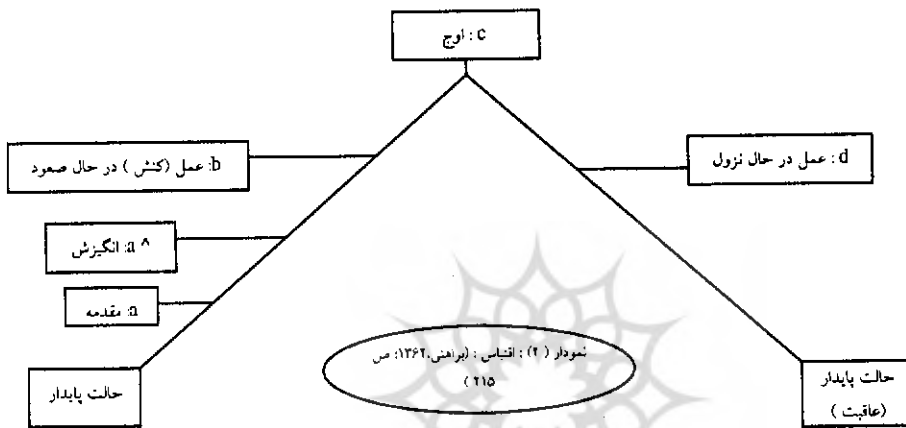 c : اوج
b: عمل (کنش ) در حال صعود
d : عمل در حال نزول
a ^: انگیزش
a: مقدمه
حالت پایدار
نمودار (۲) : اقتباس : (براهنی،۱۳۶۲: ص
۲۱۵ )
حالت پایدار
(عاقبت )